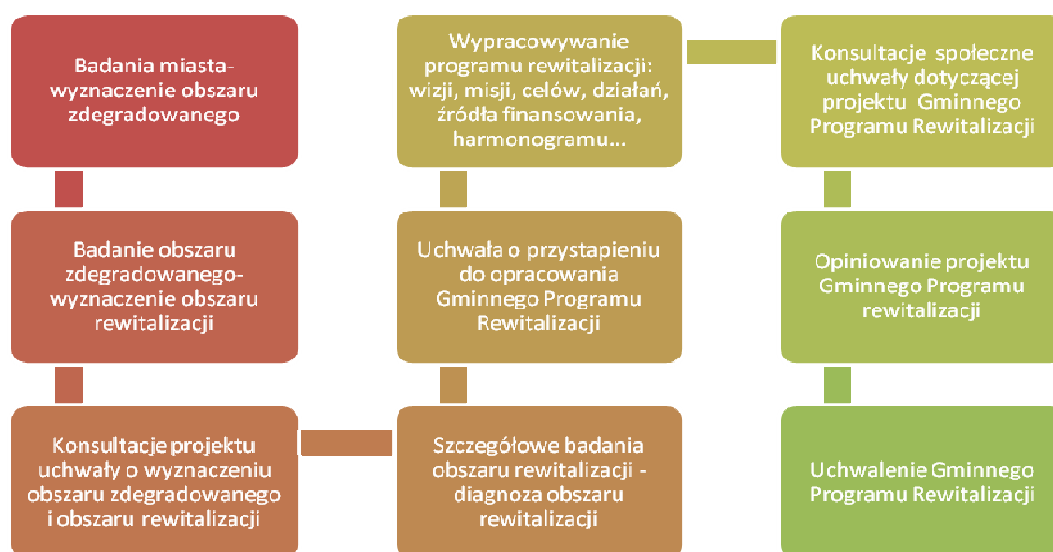 Badania miasta-
wyznaczenie obszaru
zdegradowanego
Badanie obszaru
zdegradowanego-
wyznaczenie obszaru
rewitalizacji
Konsultacje projektu
uchwały o wyznaczeniu
obszaru zdegradowanego
i obszaru rewitalizacji
Szczegółowe badania
obszaru rewitalizacji -
diagnoza obszaru
rewitalizacji
Uchwała o przystapieniu
do opracowania
Gminnego Programu
Rewitalizacji
Wypracowywanie
programu rewitalizacji:
wizji, misji, celów, działań,
źródła finansowania,
harmonogramu...
Konsultacje społeczne
uchwały dotyczącej
projektu Gminnego
Programu Rewitalizacji
Opiniowanie projektu
Gminnego Programu
rewitalizacji
Uchwalenie Gminnego
Programu Rewitalizacji